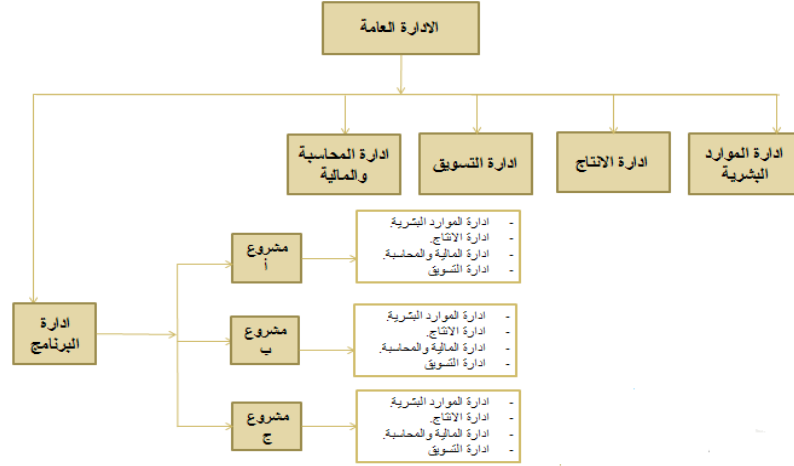 الادارة العامة
ادارة الموارد
البشرية
ادارة الانتاج
ادارة التسويق
ادارة المحاسبة
والمالية
مشروع
أ
- ادارة الموارد البشرية.
- ادارة الانتاج.
- ادارة المالية والمحاسبة.
- ادارة التسويق
ادارة
البرنامج
مشروع
ب
- ادارة الموارد البشرية.
- ادارة الانتاج.
- ادارة المالية والمحاسبة.
- ادارة التسويق
مشروع
ج
- ادارة الموارد البشرية.
- ادارة الانتاج.
- ادارة المالية والمحاسبة.
- ادارة التسويق